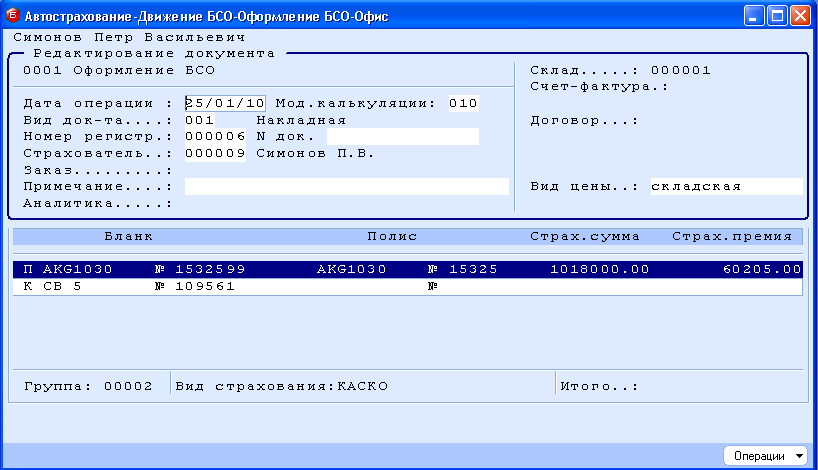 Автострахование-Движение БСО-Оформление БСО-Офис
Симонов Петр Васильевич
Редактирование документа
0001 Оформление БСО
Склад.....: 000001
Счет-фактура.:
Дата операции : 25/01/10 Мод.калькуляции: 010
Вид док-та....: 001 Накладная
Договор...:
Номер регистр.: 000006 N док.
Страхователь..: 000009 Симонов П.В.
Заказ.........:
Примечание....:
Вид цены..: складская
Аналитика.....:
Бланк Полис Страх.сумма Страх.премия
П AKG1030 № 1532599 AKG1030 № 15325 1018000.00 60205.00
К СВ 5 № 109561 №
Группа: 00002 Вид страхования:КАСКО Итого..:
Операции